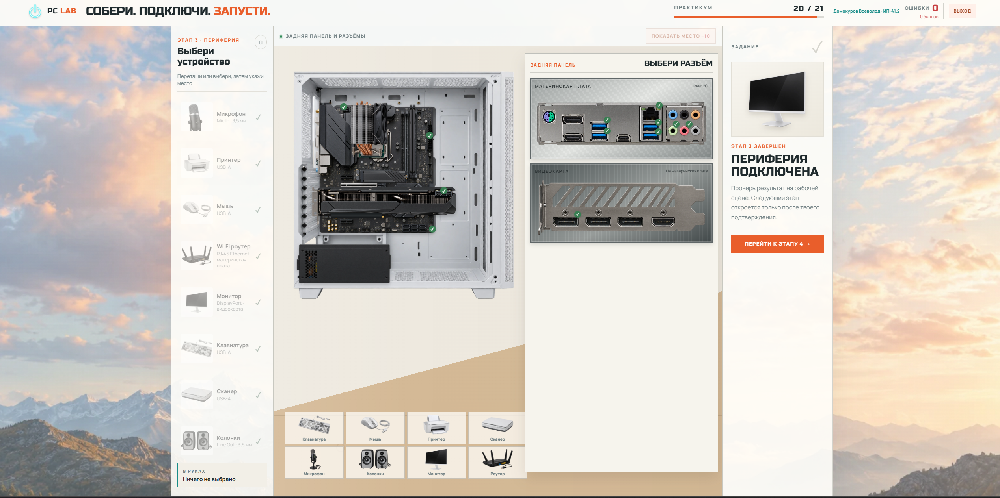 PC LAB
СОБЕРИ. ПОДКЛЮЧИ. ЗАПУСТИ.
ПРАКТИКУМ
20 / 21
Домокуров Всеволод · ИП-41.2
ОШИБКИ 0
0 баллов
ВЫХОД
ЭТАП 3 · ПЕРИФЕРИЯ
0
Выбери
устройство
Перетащи или выбери, затем укажи
место
Микрофон
Mic In · 3,5 мм
Принтер
USB-A
Мышь
USB-A
Wi-Fi роутер
RJ-45 Ethernet ·
материнская
плата
Монитор
DisplayPort ·
видеокарта
Клавиатура
USB-A
Сканер
USB-A
Колонки
Line Out · 3,5 мм
В РУКАХ
Ничего не выбрано
ЗАДНЯЯ ПАНЕЛЬ И РАЗЪЁМЫ
ПОКАЗАТЬ МЕСТО −10
ЗАДНЯЯ ПАНЕЛЬ
ВЫБЕРИ РАЗЪЁМ
МАТЕРИНСКАЯ ПЛАТА
Rear I/O
ВИДЕОКАРТА
Не материнская плата
Клавиатура
Мышь
Принтер
Сканер
Микрофон
Колонки
Монитор
Роутер
ЗАДАНИЕ
ЭТАП 3 ЗАВЕРШЁН
ПЕРИФЕРИЯ
ПОДКЛЮЧЕНА
Проверь результат на рабочей
сцене. Следующий этап
откроется только после твоего
подтверждения.
ПЕРЕЙТИ К ЭТАПУ 4 →